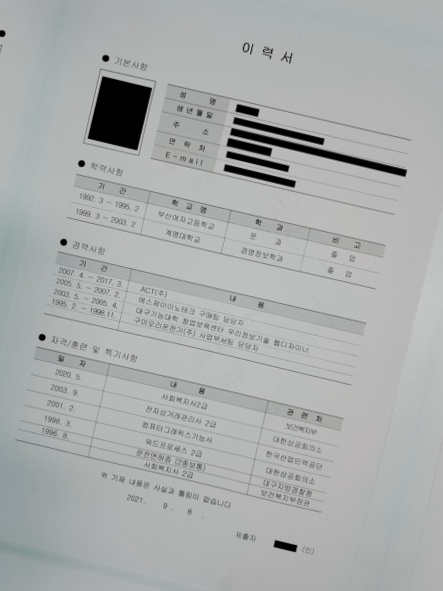 이 력 서
● 기본사항
성 명
생년월일
주 소
연 락 처
E-mail
● 학력사항
기 간 학 교 명 학 과 비 고
1992. 3 ~ 1995. 2 부산여자고등학교 문 과 졸 업
1999. 3 ~ 2003. 2 계명대학교 경영정보학과 졸 업
● 경력사항
기 간 내 용
2007. 4. ~ 2017. 3. ACT(주)
2005. 5. ~ 2007. 2. 에스제이이노테크 구매팀 담당자
2003. 5. ~ 2005. 4. 대구기능대학 창업보육센터 우리정보기술 웹디자이너
1995. 2. ~ 1998.11. 구미오리온전기(주) 사업부서팀 담당자
● 자격/훈련 및 특기사항
일 자 내 용 관 련 처
2020. 5. 사회복지사2급 보건복지부
2003. 9. 전자상거래관리사 2급 대한상공회의소
2001. 2. 컴퓨터그래픽스기능사 한국산업인력공단
1998. 3. 워드프로세스 2급 대한상공회의소
1996. 8. 운전면허증 (2종보통) 대구지방경찰청
사회복지사 2급 보건복지부장관
위 기재 내용은 사실과 틀림이 없습니다
2021. 9. 8.
제출자 (인)